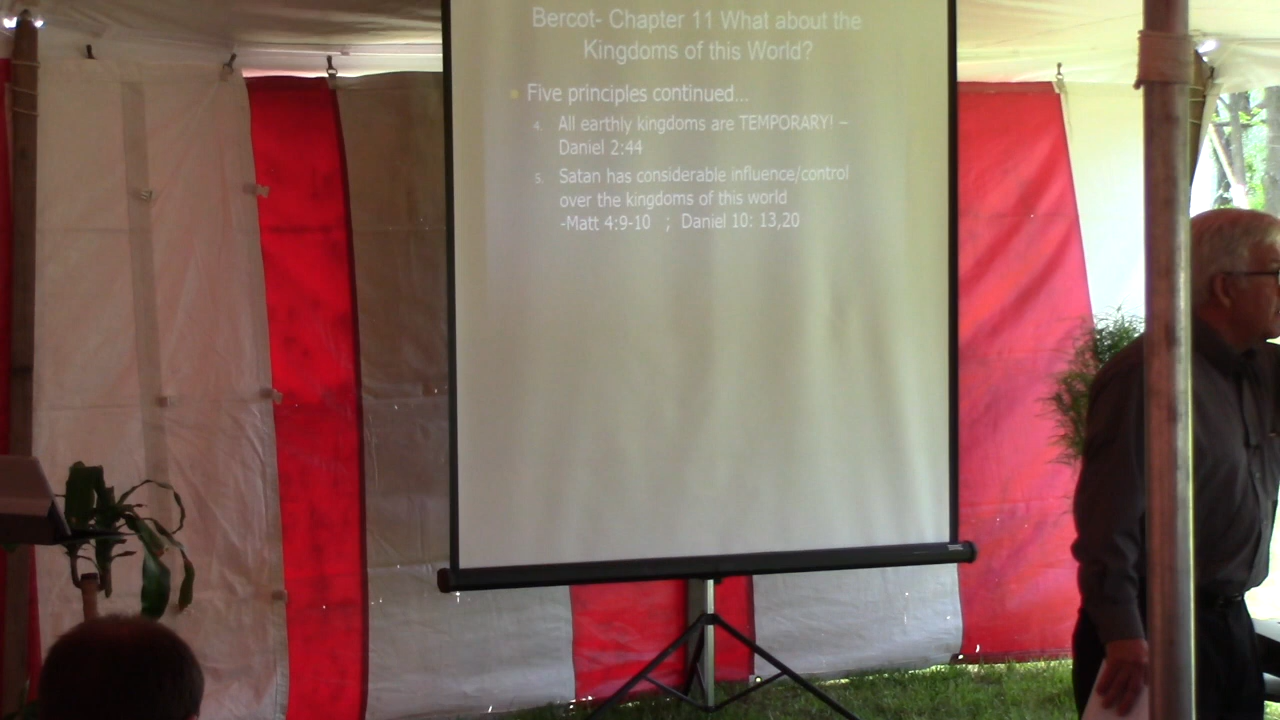 Bercot- Chapter 11 What about the
Kingdoms of this World?
Five principles continued...
4. All earthly kingdoms are TEMPORARY! –
Daniel 2:44
5. Satan has considerable influence/control
over the kingdoms of this world
-Matt 4:9-10 ; Daniel 10: 13,20